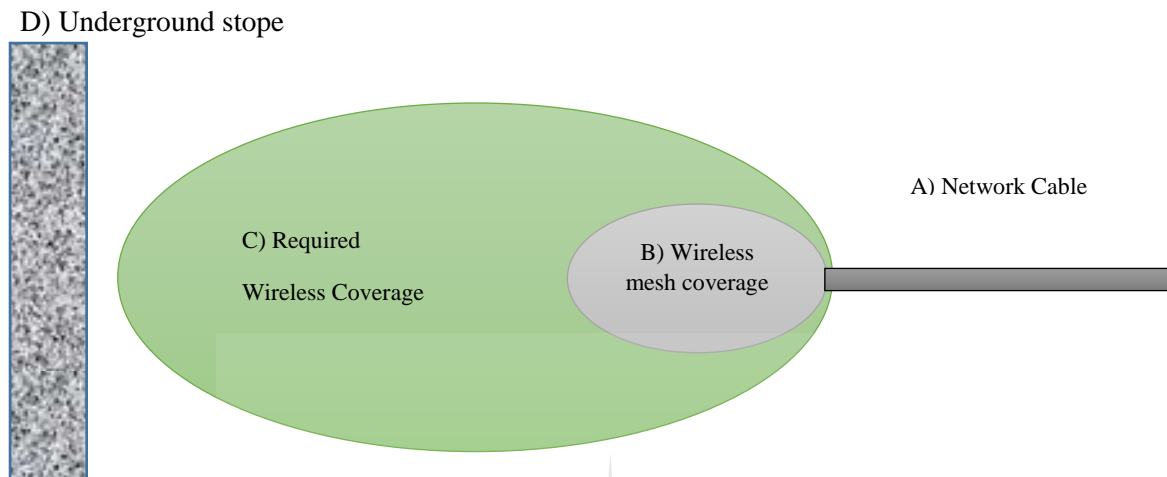 D) Underground stope
A) Network Cable
C) Required
Wireless Coverage
B) Wireless
mesh coverage